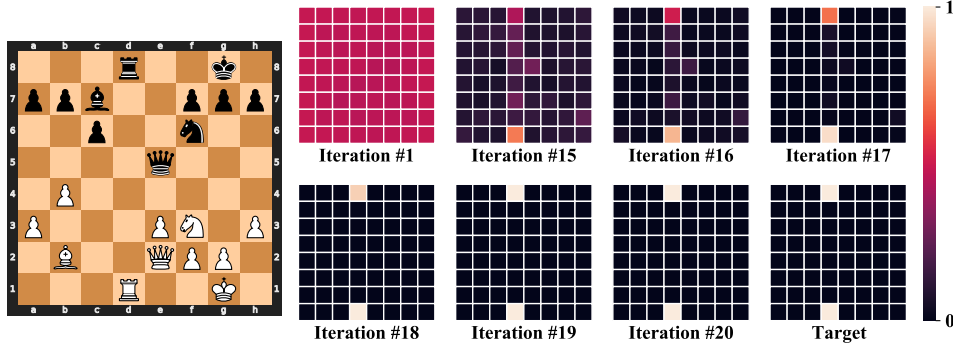 a b c d e f g h
8 8
7 7
6 6
5 5
4 4
3 3
2 2
1 1
a b c d e f g h
Iteration #1 Iteration #15 Iteration #16 Iteration #17
Iteration #18 Iteration #19 Iteration #20 Target
1
0